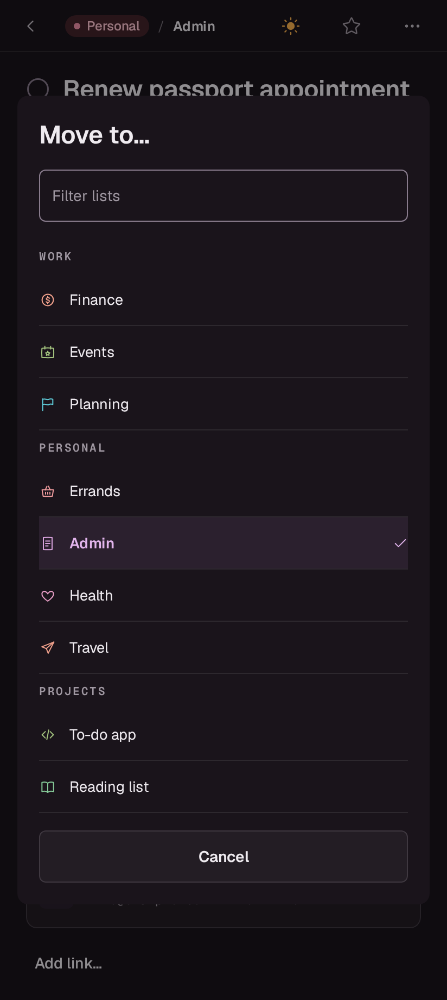 Personal / Admin
Renew passport appointment
Move to...
Filter lists
WORK
Finance
Events
Planning
PERSONAL
Errands
Admin
Health
Travel
PROJECTS
To-do app
Reading list
Cancel
Add link...